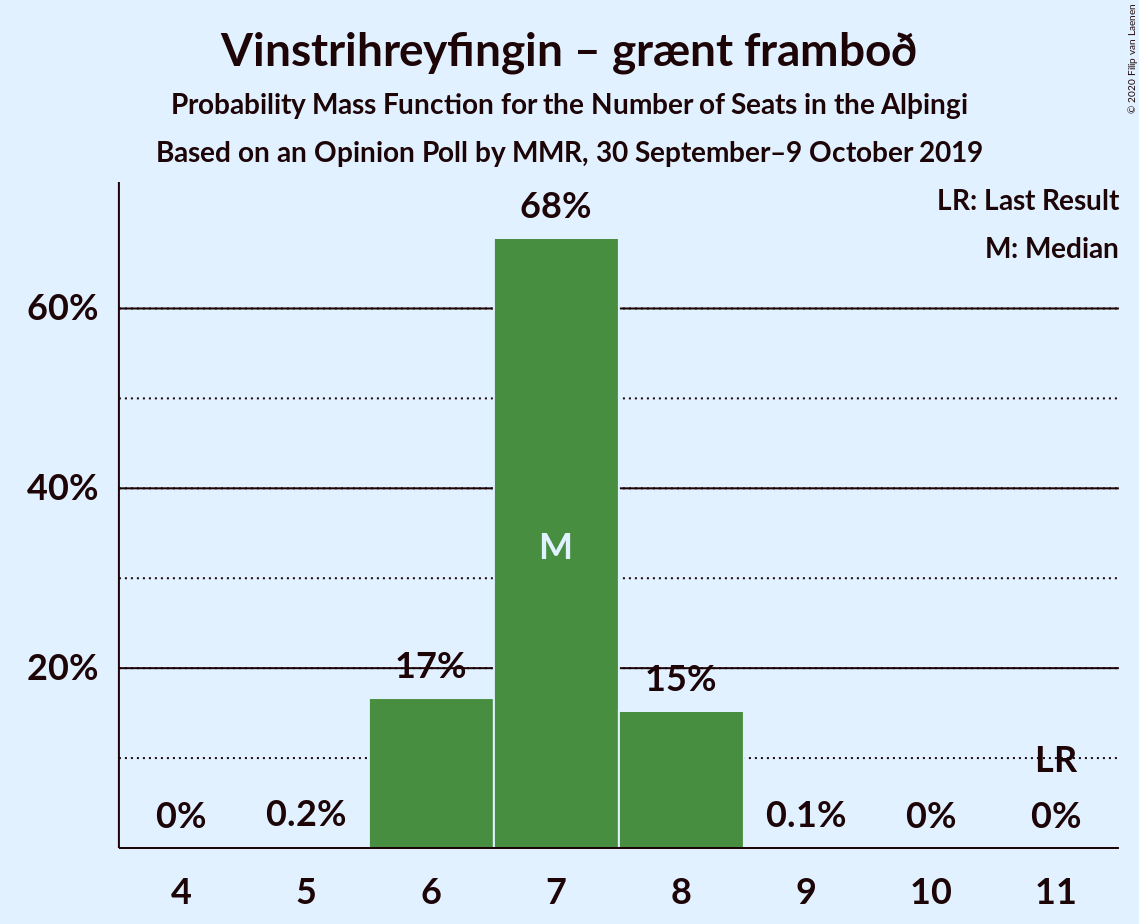 Vinstrihreyfingin – grænt framboð
Probability Mass Function for the Number of Seats in the Alþingi
Based on an Opinion Poll by MMR, 30 September–9 October 2019
© 2020 Filip van Laenen
LR: Last Result
M: Median
68%
60%
40%
M
20%
17%
15%
LR
0%
0.2%
0.1%
0%
0%
4
5
6
7
8
9
10
11